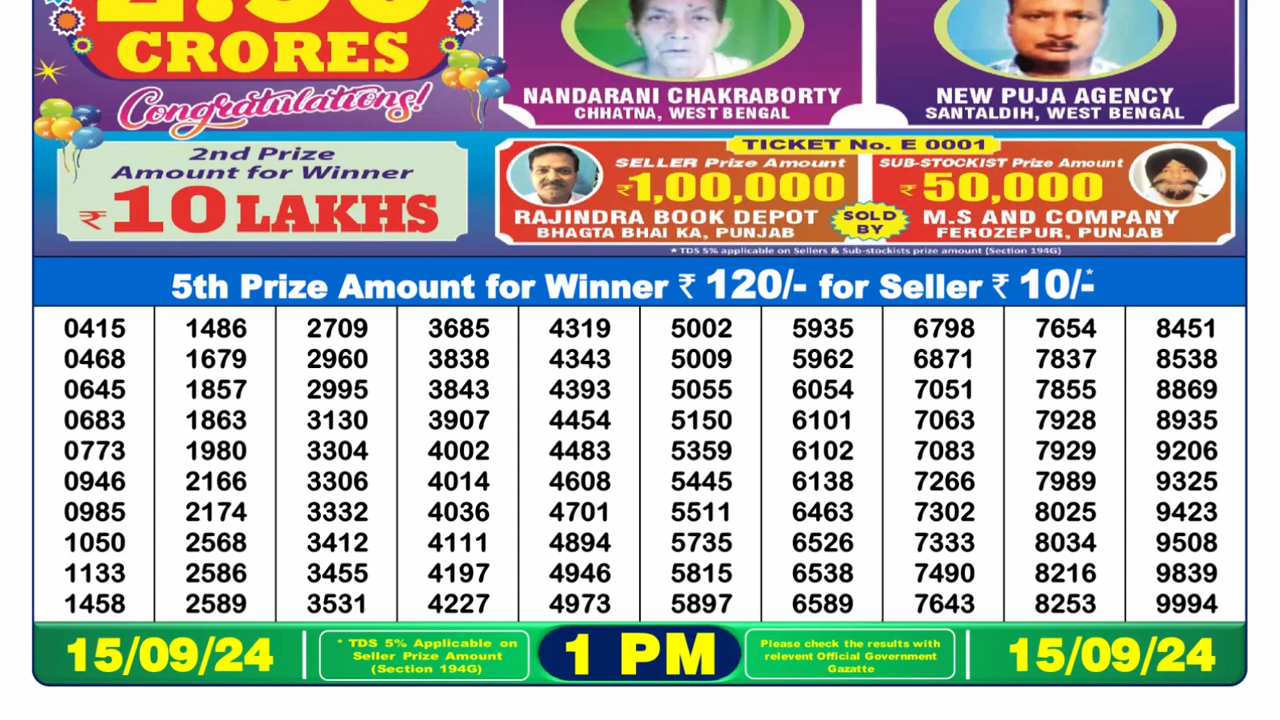 CRORES
Congratulations!
NANDARANI CHAKRABORTY
CHHATNA, WEST BENGAL
NEW PUJA AGENCY
SANTALDIH, WEST BENGAL
2nd Prize
Amount for Winner
₹10 LAKHS
TICKET No. E 0001
SELLER Prize Amount
₹1,00,000
RAJINDRA BOOK DEPOT
BHAGTA BHAI KA, PUNJAB
SOLD
BY
SUB-STOCKIST Prize Amount
₹ 50,000
M.S AND COMPANY
FEROZEPUR, PUNJAB
*TDS 5% applicable on Sellers & Sub-stockists prize amount (Section 194G)
5th Prize Amount for Winner ₹ 120/- for Seller ₹ 10/-*
0415 1486 2709 3685 4319 5002 5935 6798 7654 8451
0468 1679 2960 3838 4343 5009 5962 6871 7837 8538
0645 1857 2995 3843 4393 5055 6054 7051 7855 8869
0683 1863 3130 3907 4454 5150 6101 7063 7928 8935
0773 1980 3304 4002 4483 5359 6102 7083 7929 9206
0946 2166 3306 4014 4608 5445 6138 7266 7989 9325
0985 2174 3332 4036 4701 5511 6463 7302 8025 9423
1050 2568 3412 4111 4894 5735 6526 7333 8034 9508
1133 2586 3455 4197 4946 5815 6538 7490 8216 9839
1458 2589 3531 4227 4973 5897 6589 7643 8253 9994
15/09/24
* TDS 5% Applicable on
Seller Prize Amount
(Section 194G)
1 PM
Please check the results with
relevent Official Government
Gazatte
15/09/24